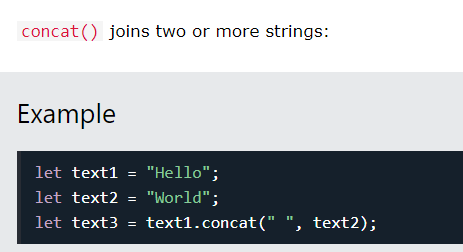 concat() joins two or more strings:
Example
let text1 = "Hello";
let text2 = "World";
let text3 = text1.concat(" ", text2);